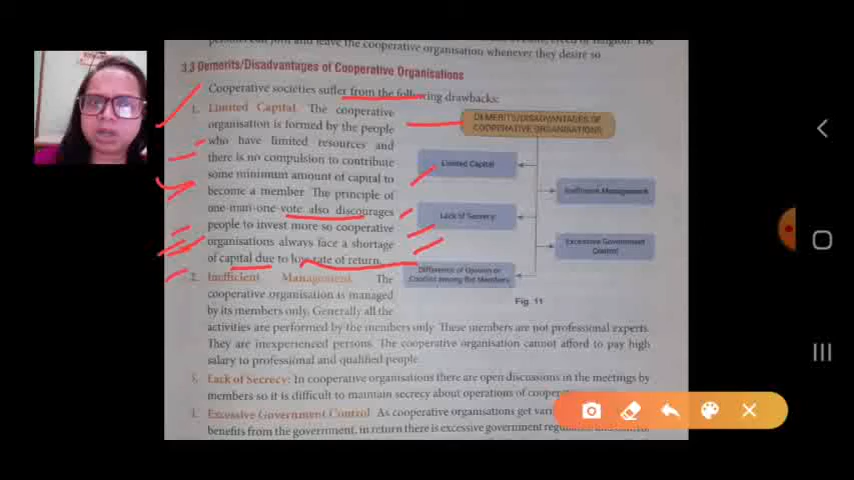 person can join and leave the cooperative organisation whenever they desire so
3.3 Demerits/Disadvantages of Cooperative Organisations
Cooperative societies suffer from the following drawbacks:
1. Limited Capital The cooperative
organisation is formed by the people
who have limited resources and
there is no compulsion to contribute
some minimum amount of capital to
become a member. The principle of
one-man-one vote also discourages
people to invest more so cooperative
organisations always face a shortage
of capital due to low rate of return.
DEMERITS/DISADVANTAGES OF
COOPERATIVE ORGANISATIONS
Limited Capital
Inefficient Management
Lack of Secrecy
Excessive Government
Control
Difference of Opinion or
Conflict among the Members
Fig. 11
2. Inefficient Management The
cooperative organisation is managed
by its members only. Generally all the
activities are performed by the members only. These members are not professional experts.
They are inexperienced persons. The cooperative organisation cannot afford to pay high
salary to professional and qualified people.
3. Lack of Secrecy: In cooperative organisations there are open discussions in the meetings by
members so it is difficult to maintain secrecy about operations of
4. Excessive Government Control As cooperative organisations get
benefits from the government, in return there is excessive government